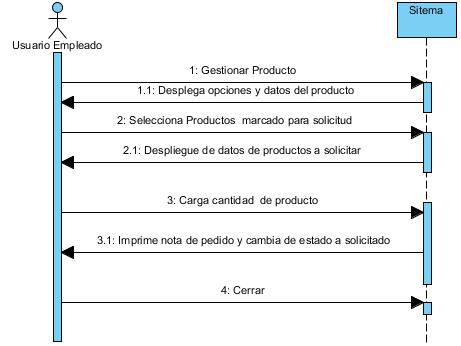 Sitema
Usuario Empleado
1: Gestionar Producto
1.1: Desplega opciones y datos del producto
2: Selecciona Productos  marcado para solicitud
2.1: Despliegue de datos de productos a solicitar
3: Carga cantidad  de producto
3.1: Imprime nota de pedido y cambia de estado a solicitado
4: Cerrar